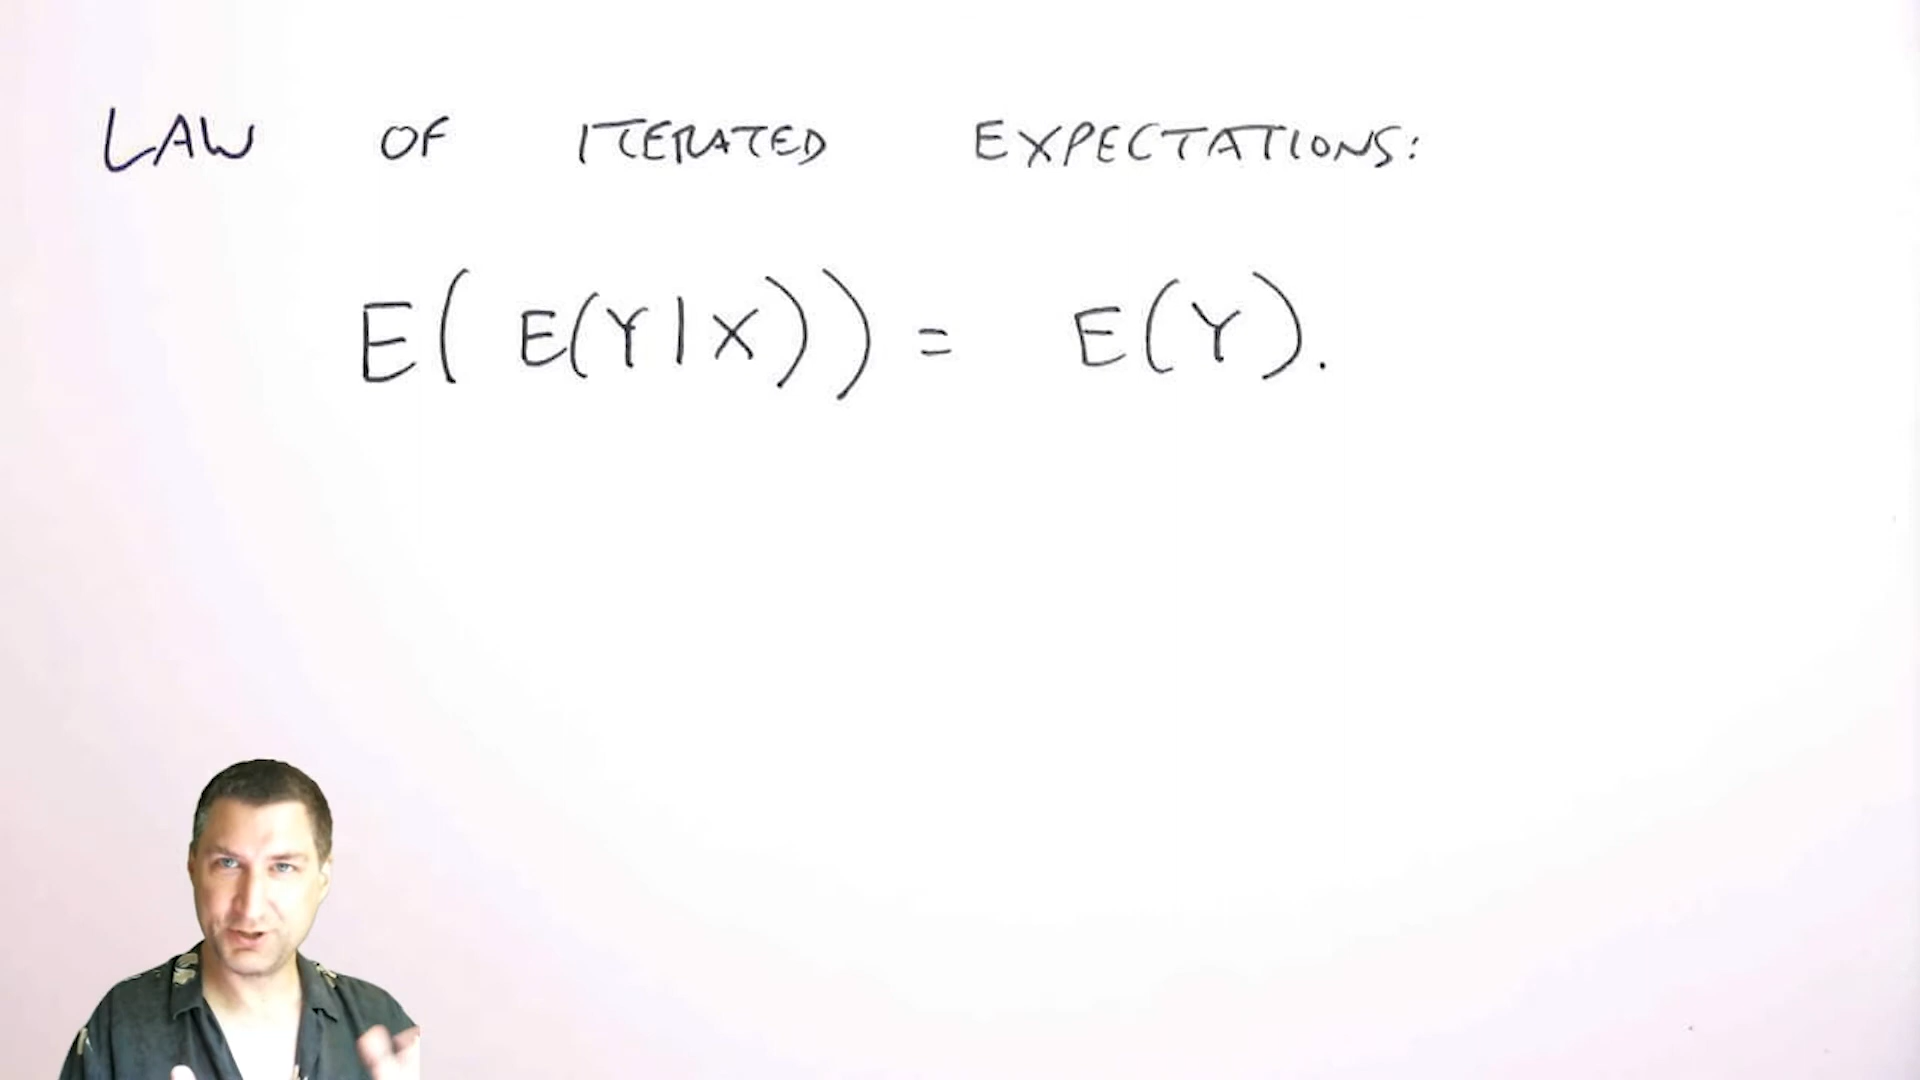 LAW OF ITERATED EXPECTATIONS:
E( E(Y|X)) = E(Y).